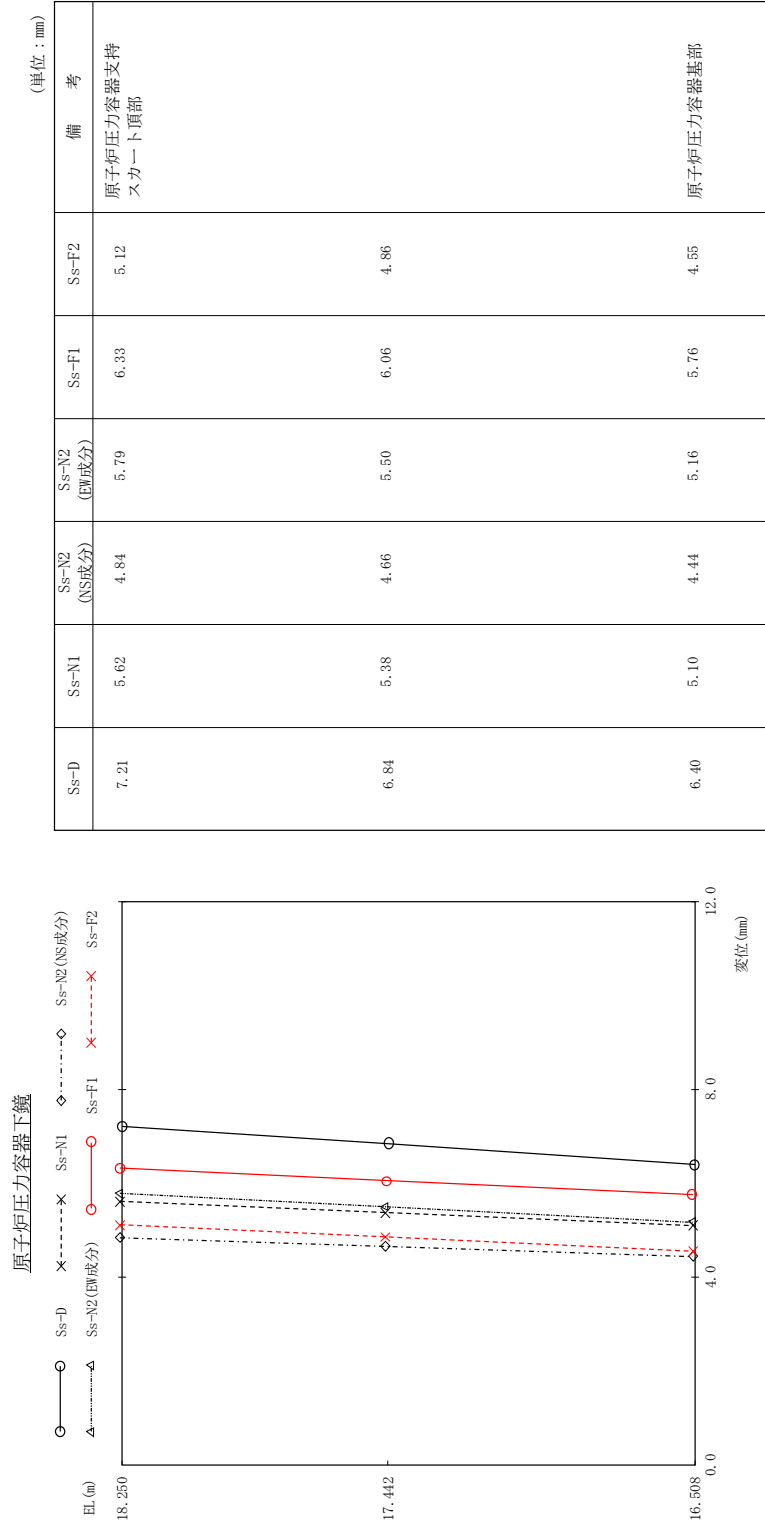 原子炉圧力容器下鏡
Ss-D
Ss-N1
Ss-N2(NS成分)
Ss-N2(EW成分)
Ss-F1
Ss-F2
EL(m)
18.250
17.442
16.508
0.0
4.0
8.0
12.0
変位(mm)
(単位：mm)
Ss-D Ss-N1 Ss-N2 Ss-N2 Ss-F1 Ss-F2 備 考
(NS成分) (EW成分)
7.21 5.62 4.84 5.79 6.33 5.12 原子炉圧力容器支持
スカート頂部
6.84 5.38 4.66 5.50 6.06 4.86
6.40 5.10 4.44 5.16 5.76 4.55 原子炉圧力容器基部